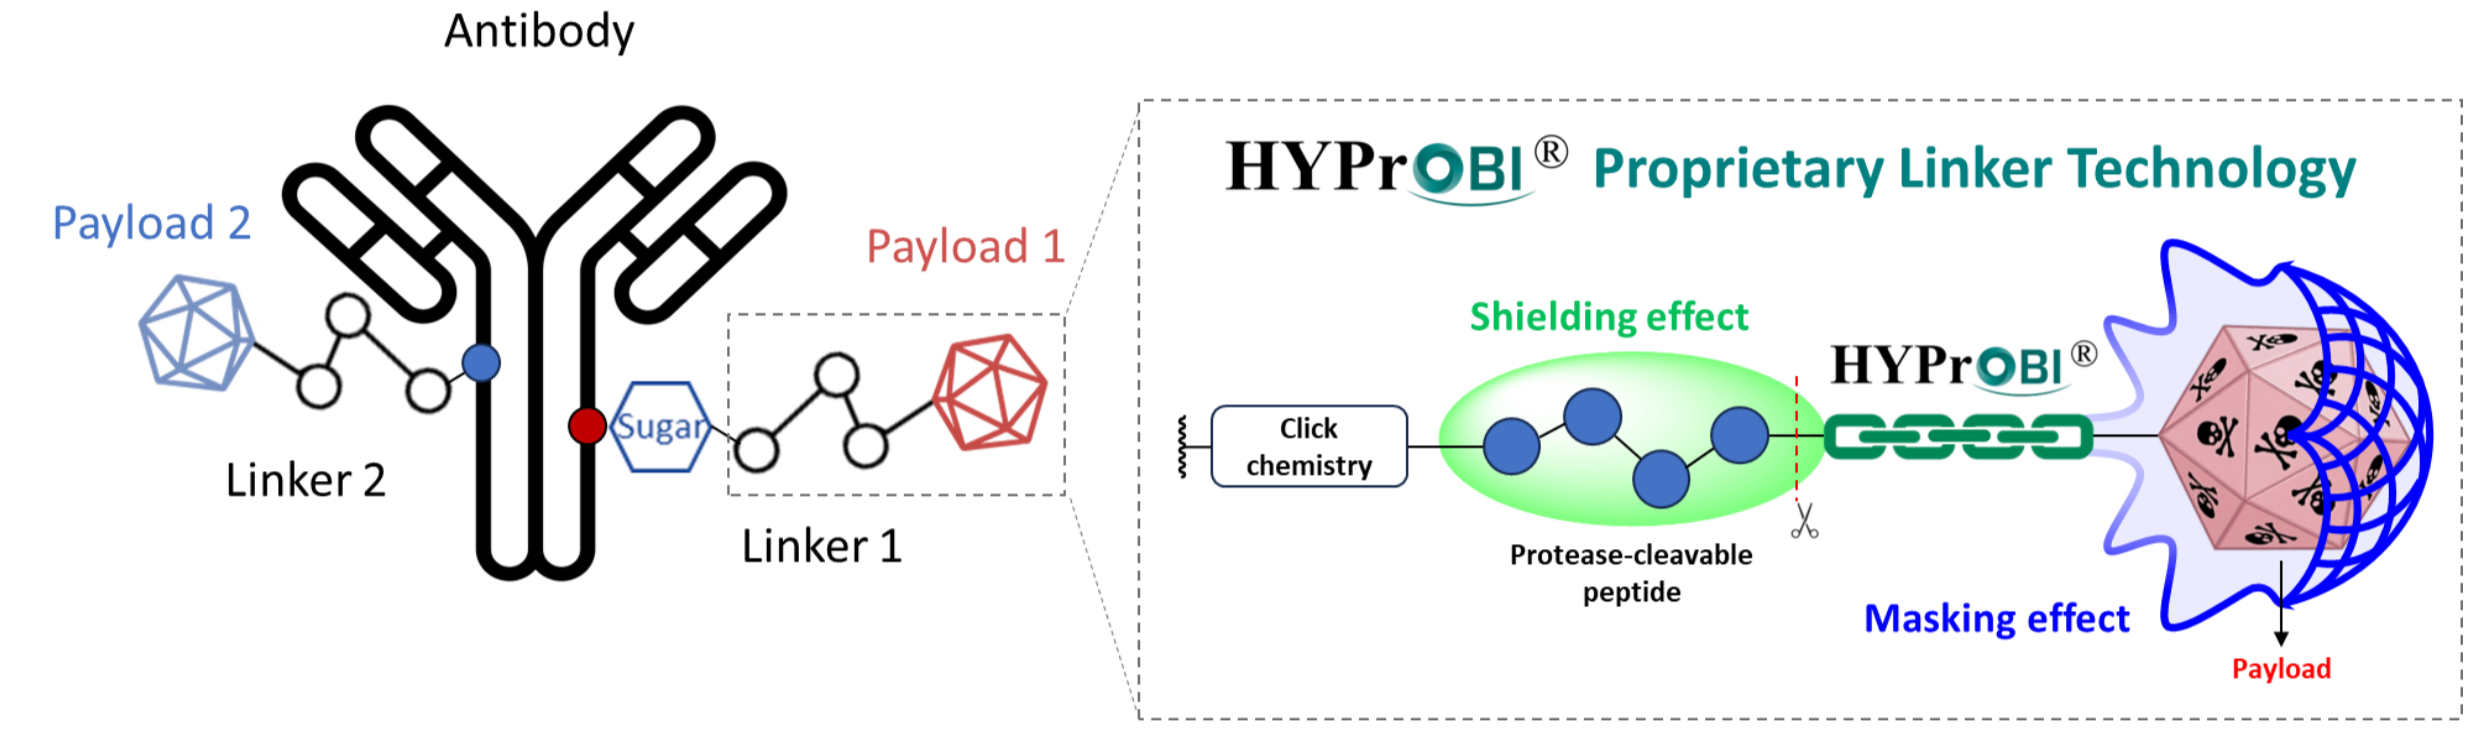 Antibody
Payload 2
Payload 1
Sugar
Linker 2
Linker 1
HYPrOBI® Proprietary Linker Technology
Shielding effect
HYPrOBI®
Click
chemistry
Protease-cleavable
peptide
Masking effect
Payload